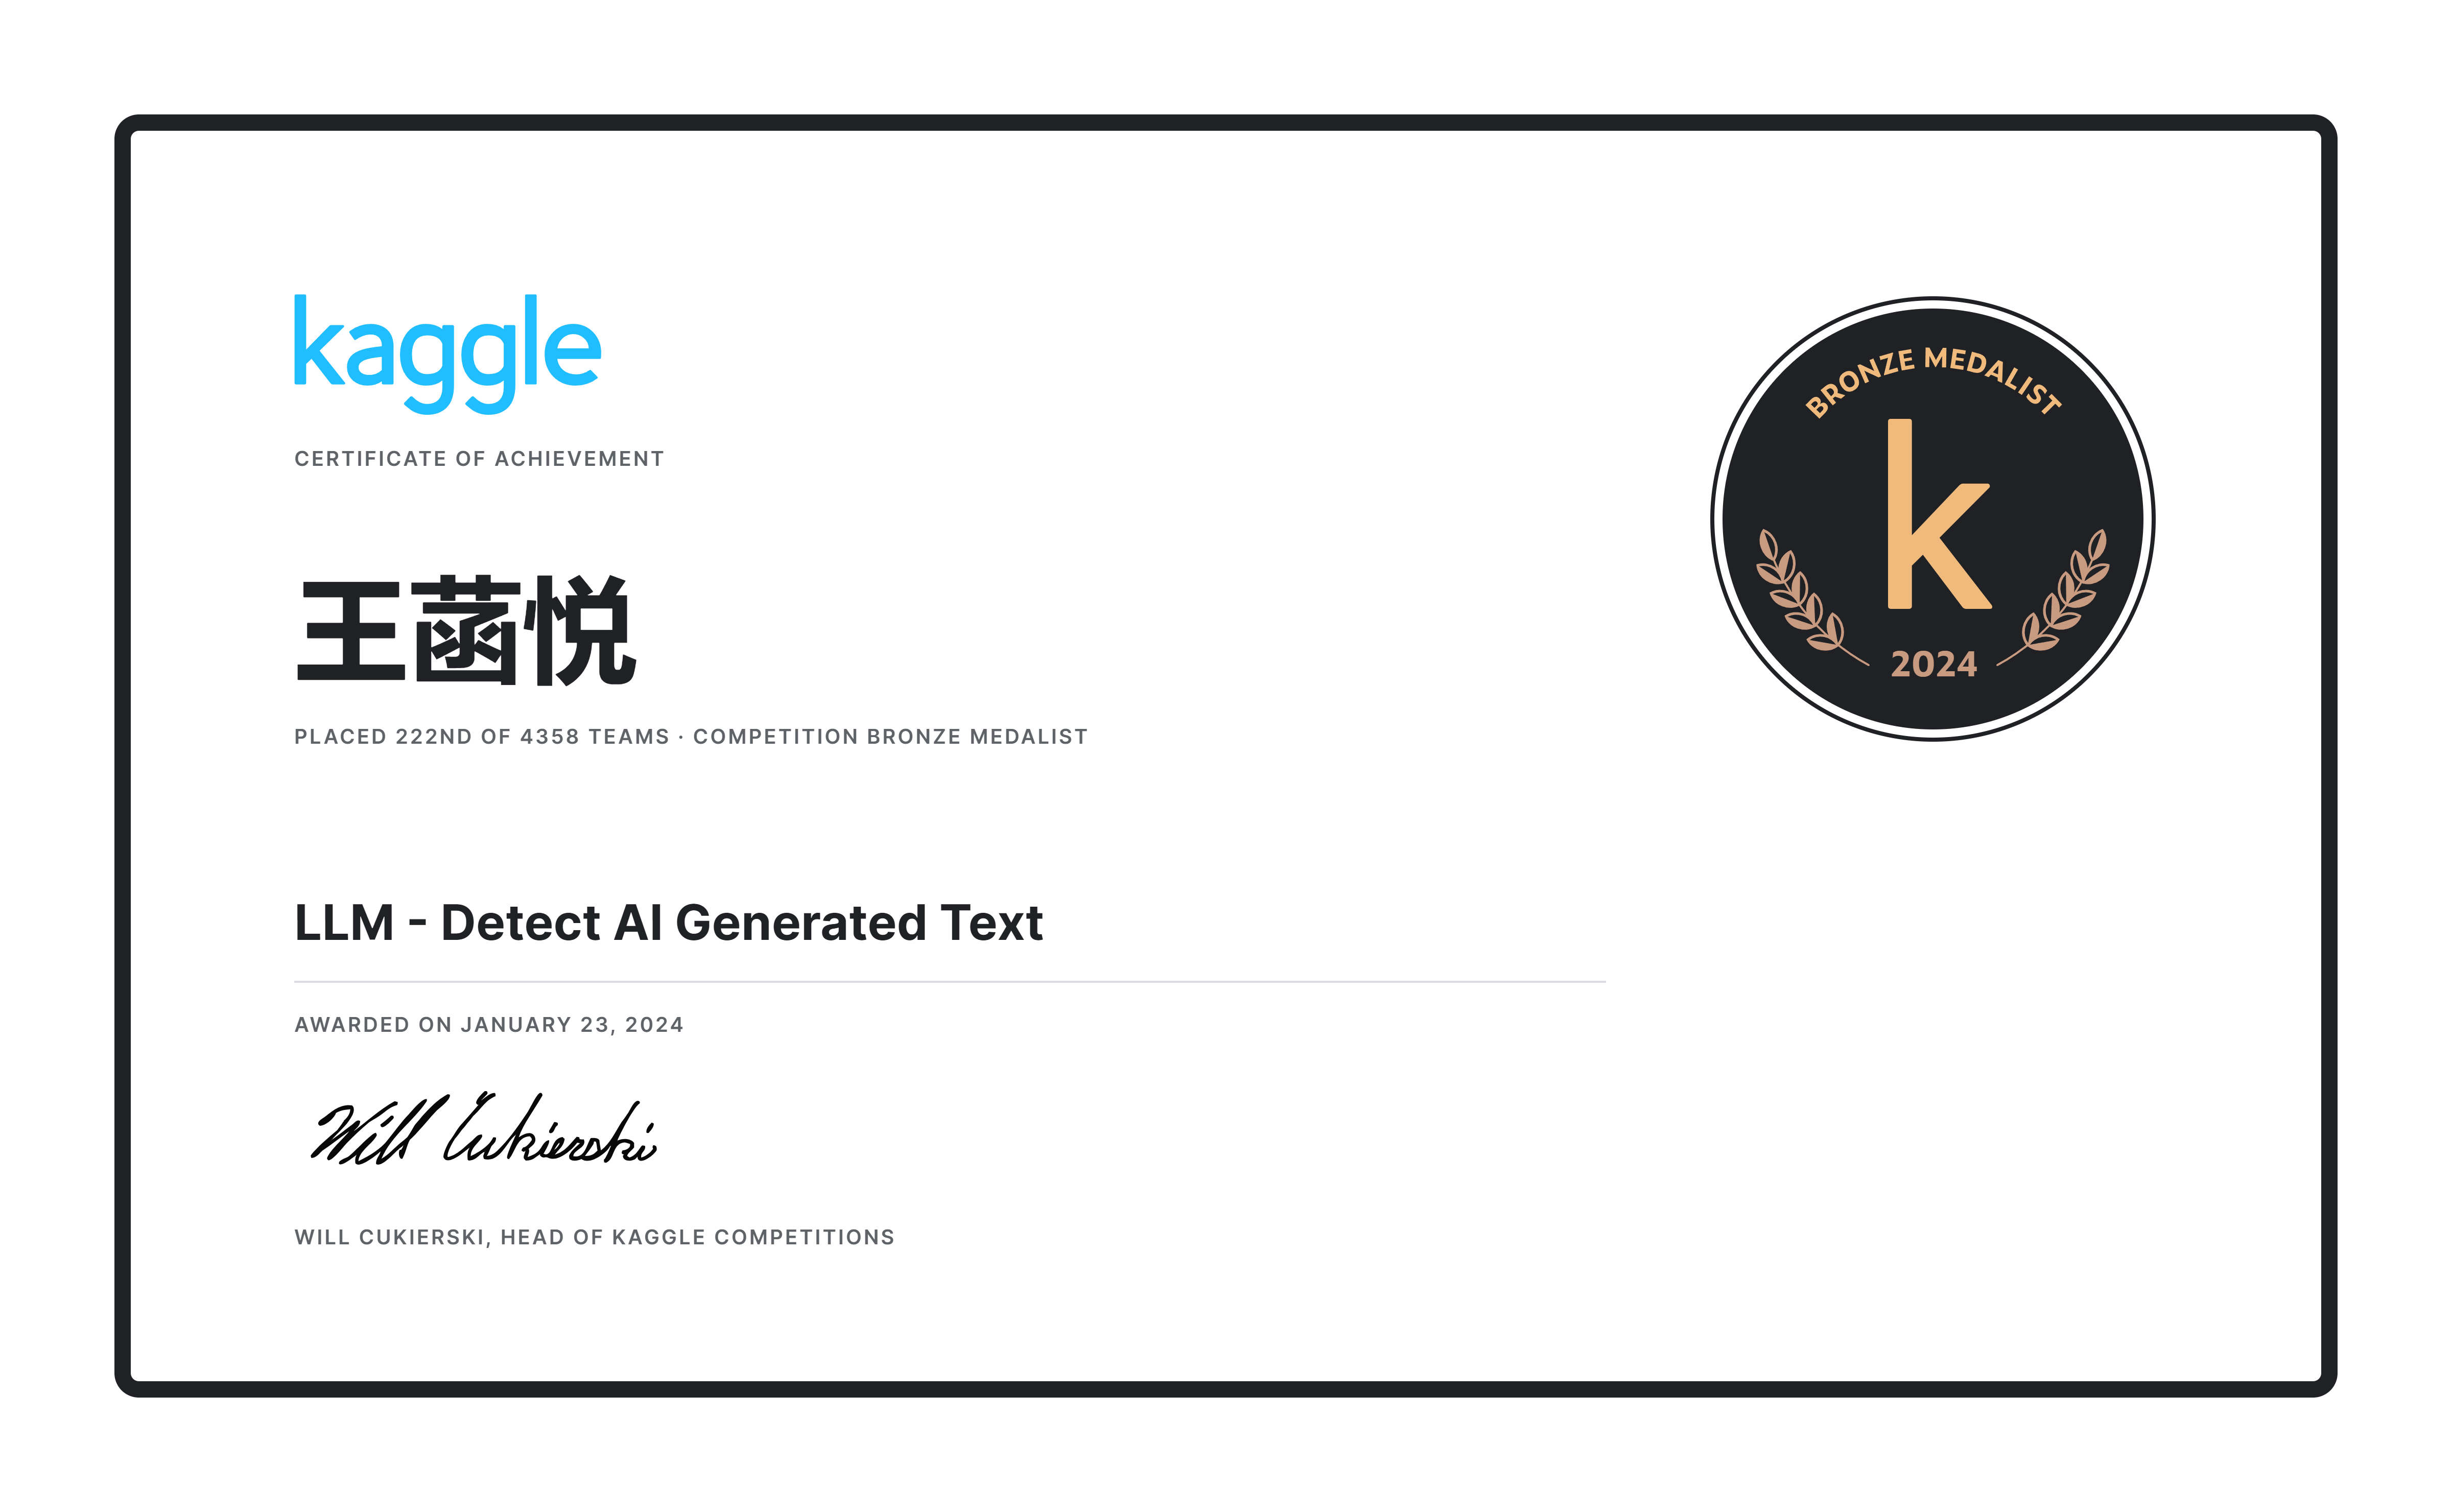 kaggle
CERTIFICATE OF ACHIEVEMENT
王菡悦
PLACED 222ND OF 4358 TEAMS · COMPETITION BRONZE MEDALIST
BRONZE MEDALIST
k
2024
LLM - Detect AI Generated Text
AWARDED ON JANUARY 23, 2024
Will Cukierski
WILL CUKIERSKI, HEAD OF KAGGLE COMPETITIONS